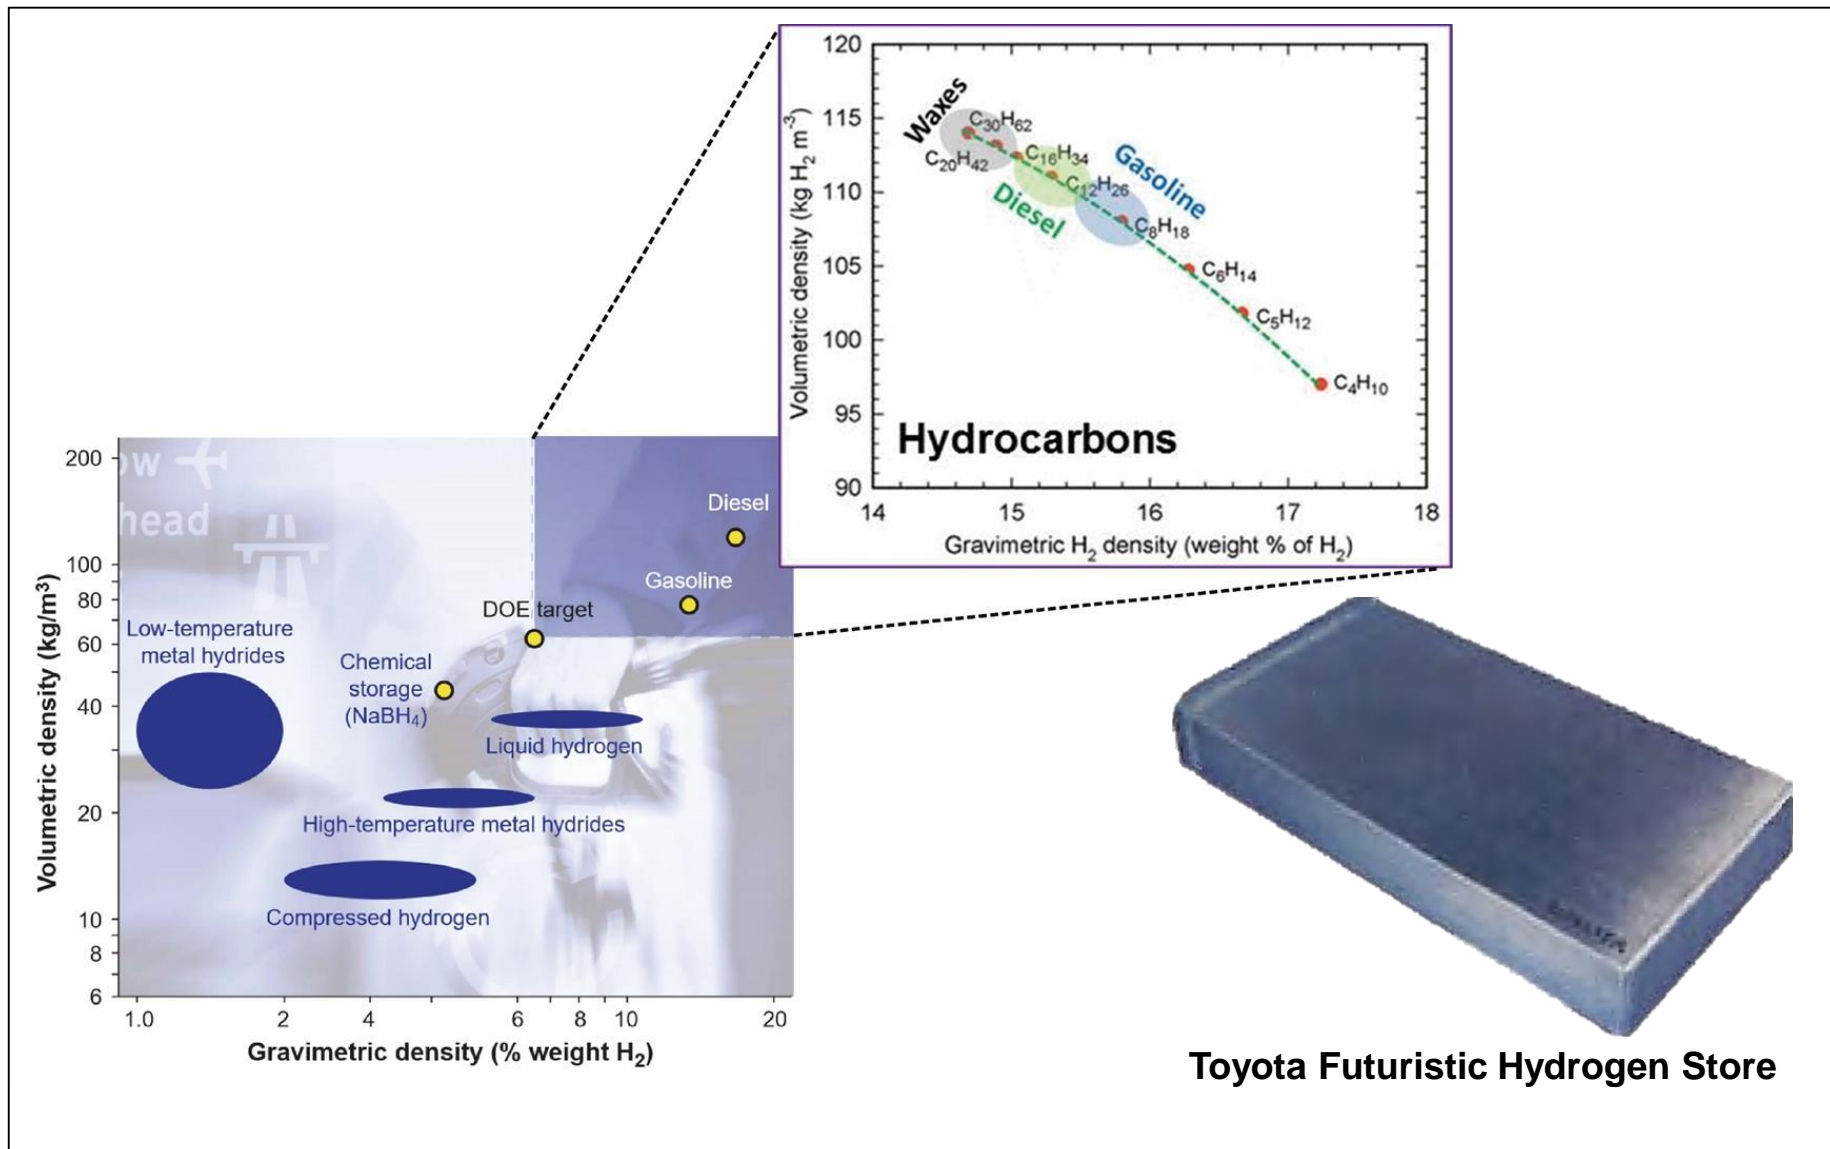 120
115
110
105
100
95
90
14
15
16
17
18
Volumetric density (kg H₂ m⁻³)
Gravimetric H₂ density (weight % of H₂)
Waxes
C₃₀H₆₂
C₂₀H₄₂
C₁₆H₃₄
C₁₂H₂₆
Diesel
Gasoline
C₈H₁₈
C₆H₁₄
C₅H₁₂
C₄H₁₀
Hydrocarbons
ow
head
200
100
80
60
40
20
10
8
6
1.0
2
4
6
8
10
20
Volumetric density (kg/m³)
Gravimetric density (% weight H₂)
Diesel
Gasoline
DOE target
Low-temperature
metal hydrides
Chemical
storage
(NaBH₄)
Liquid hydrogen
High-temperature metal hydrides
Compressed hydrogen
Toyota Futuristic Hydrogen Store